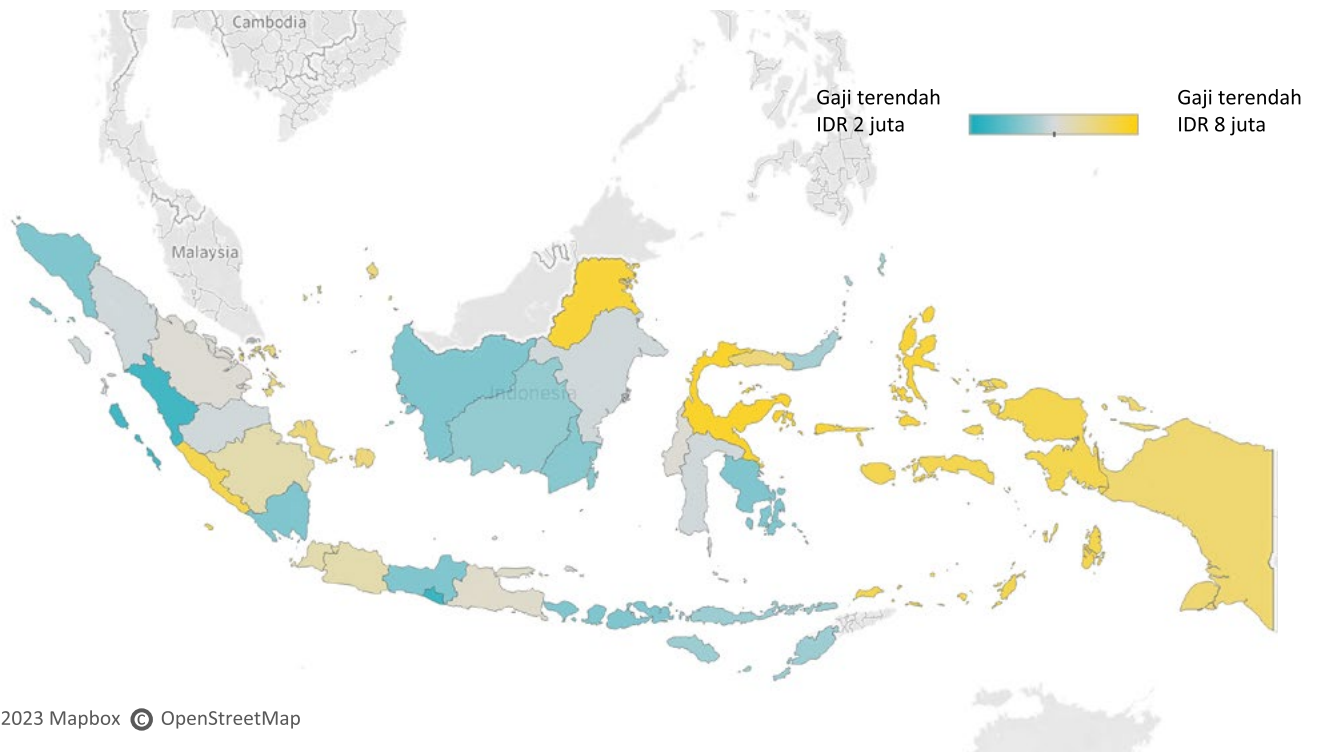 Cambodia
Gaji terendah
IDR 2 juta
Gaji terendah
IDR 8 juta
Malaysia
Indonesia
2023 Mapbox © OpenStreetMap